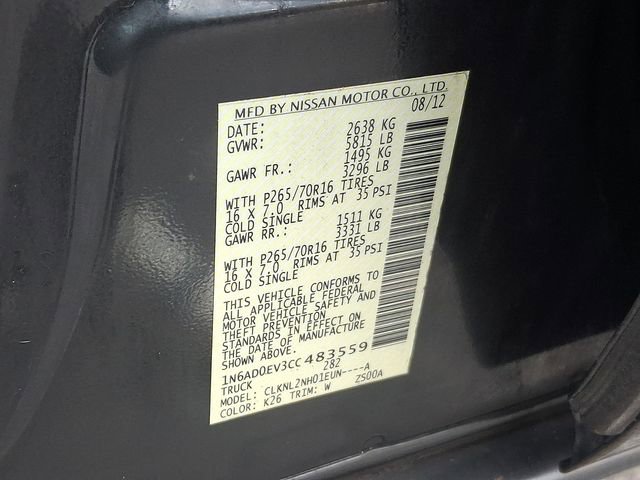 MFD BY NISSAN MOTOR CO., LTD.
DATE: 08/12
GVWR: 2638 KG
5815 LB
GAWR FR.: 1495 KG
3296 LB
WITH P265/70R16 TIRES
16 X 7.0 RIMS AT 35 PSI
COLD SINGLE
GAWR RR.: 1511 KG
3331 LB
WITH P265/70R16 TIRES
16 X 7.0 RIMS AT 35 PSI
COLD SINGLE
THIS VEHICLE CONFORMS TO
ALL APPLICABLE FEDERAL
MOTOR VEHICLE SAFETY AND
THEFT PREVENTION
STANDARDS IN EFFECT ON
THE DATE OF MANUFACTURE
SHOWN ABOVE.
1N6AD0EV3CC483559
TRUCK 282
MODEL: CLKNL2NH01EUN----A
COLOR: K26 TRIM: W ZS00A